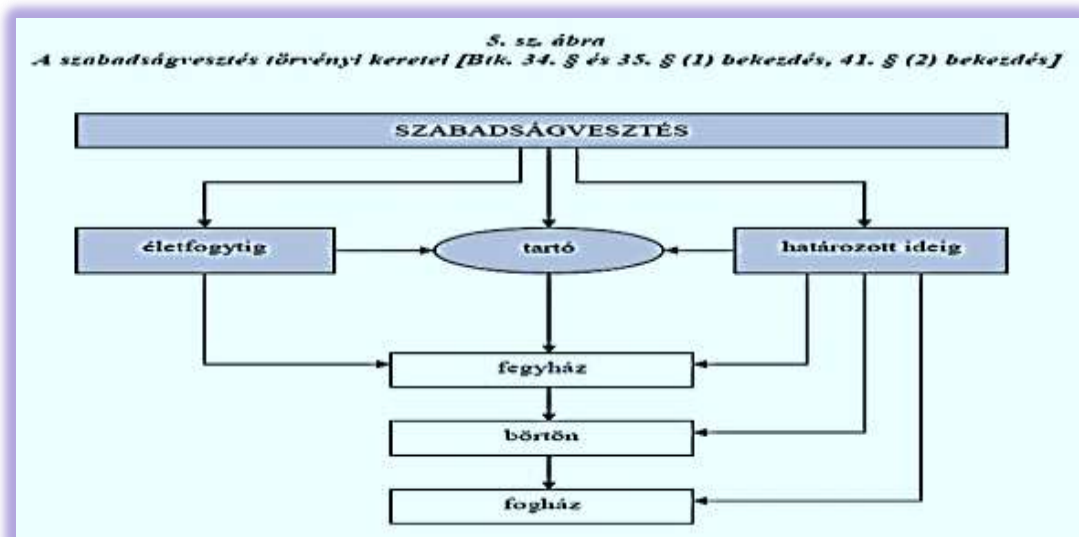 5. sz. ábra
A szabadságvesztés törvényi keretei [Btk. 34. § és 35. § (1) bekezdés, 41. § (2) bekezdés]
SZABADSÁGVESZTÉS
életfogytig
tartó
határozott ideig
fegyház
börtön
fogház